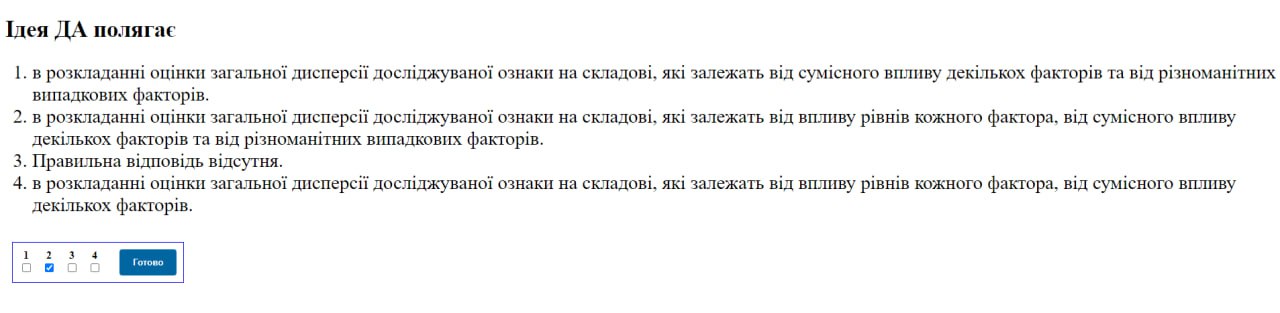 Ідея ДА полягає
1. в розкладанні оцінки загальної дисперсії досліджуваної ознаки на складові, які залежать від сумісного впливу декількох факторів та від різноманітних
випадкових факторів.
2. в розкладанні оцінки загальної дисперсії досліджуваної ознаки на складові, які залежать від впливу рівнів кожного фактора, від сумісного впливу
декількох факторів та від різноманітних випадкових факторів.
3. Правильна відповідь відсутня.
4. в розкладанні оцінки загальної дисперсії досліджуваної ознаки на складові, які залежать від впливу рівнів кожного фактора, від сумісного впливу
декількох факторів.
1 2 3 4
Готово